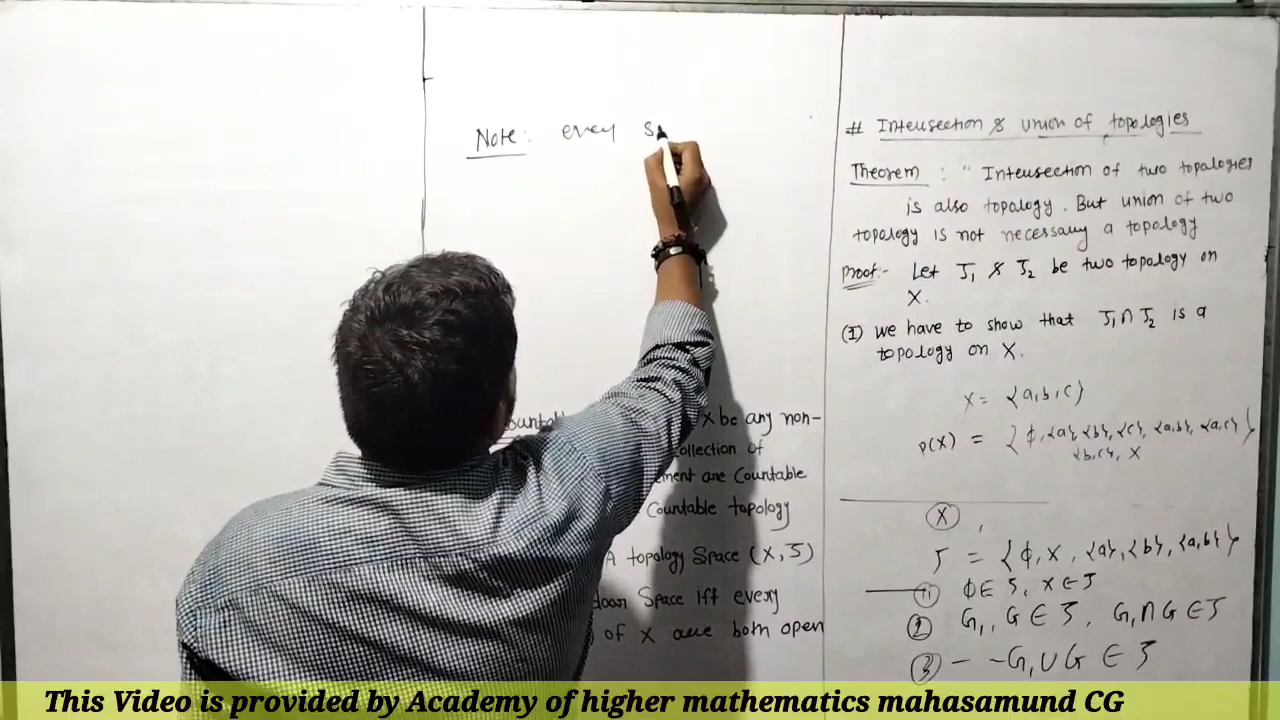 Note: every s
Countable
X be any non-
collection of
ment are Countable
Countable topology
A topology Space (X, J)
door Space iff every
of X are both open
# Intersection & union of topologies
Theorem : " Intersection of two topologies
is also topology. But union of two
topology is not necessary a topology
Proof:- Let J₁ & J₂ be two topology on
X.
(I) we have to show that J₁∩J₂ is a
topology on X.
X = {a,b,c}
P(X) = {ϕ,{a},{b},{c},{a,b},{a,c}}
{b,c}, X
(X) ,
J = {ϕ, X, {a},{b},{a,b}}
① ϕ∈J, X∈J
② G₁, G ∈ J, G₁∩G ∈ J
③ - -G₁∪G ∈ J
This Video is provided by Academy of higher mathematics mahasamund CG